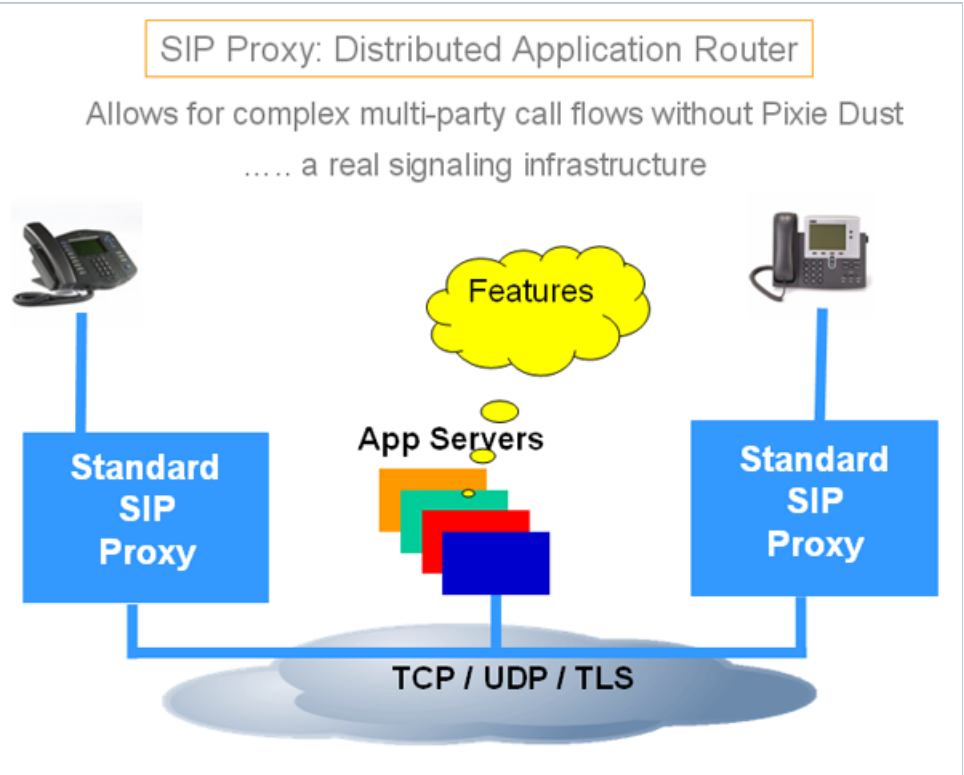 SIP Proxy: Distributed Application Router
Allows for complex multi-party call flows without Pixie Dust
..... a real signaling infrastructure
Features
App Servers
Standard
SIP
Proxy
Standard
SIP
Proxy
TCP / UDP / TLS